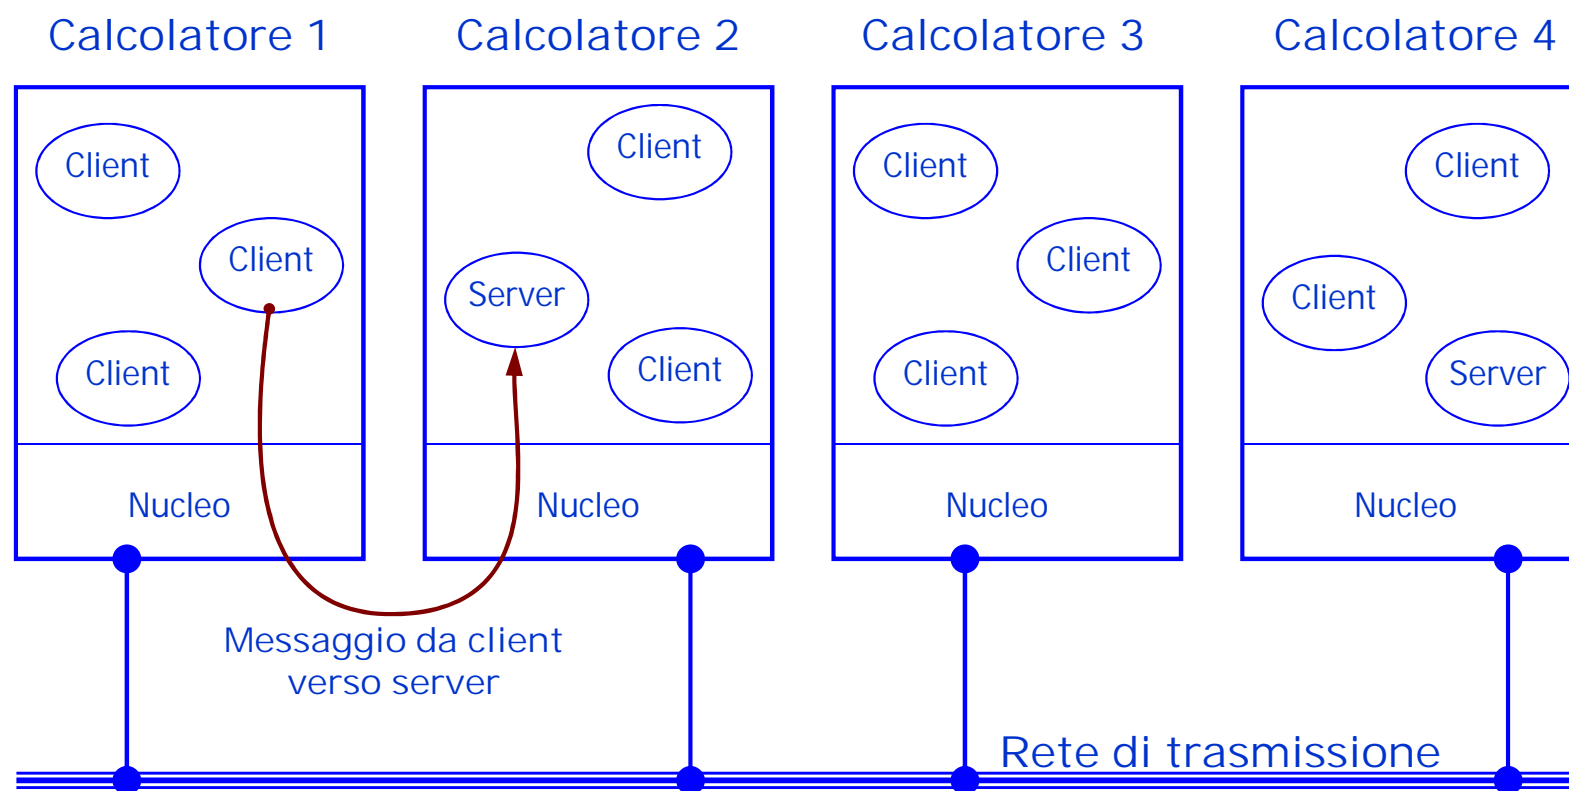 Calcolatore 1
Calcolatore 2
Calcolatore 3
Calcolatore 4
Client
Client
Client
Nucleo
Client
Server
Client
Nucleo
Client
Client
Client
Nucleo
Client
Client
Server
Nucleo
Messaggio da client
verso server
Rete di trasmissione